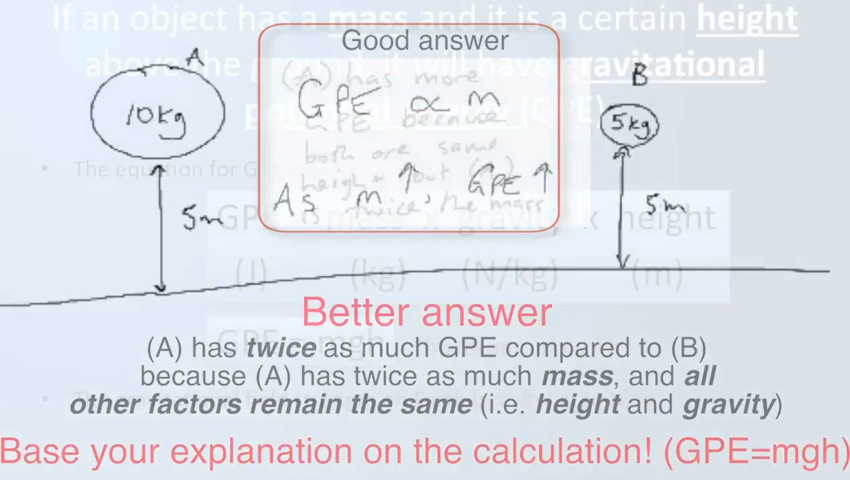 If an object has a mass and it is a certain height
above the ground, it will have gravitational
(GPE)
Good answer
A
B
10kg
5kg
GPE ∝ m
(A) has more
GPE because
both are same
height but
twice the mass
As m ↑, GPE ↑
5m
5m
The equation for G
GPE = mass x gravity x height
(J) (kg) (N/kg) (m)
GPE = mgh
Better answer
(A) has twice as much GPE compared to (B)
because (A) has twice as much mass, and all
other factors remain the same (i.e. height and gravity)
Base your explanation on the calculation! (GPE=mgh)